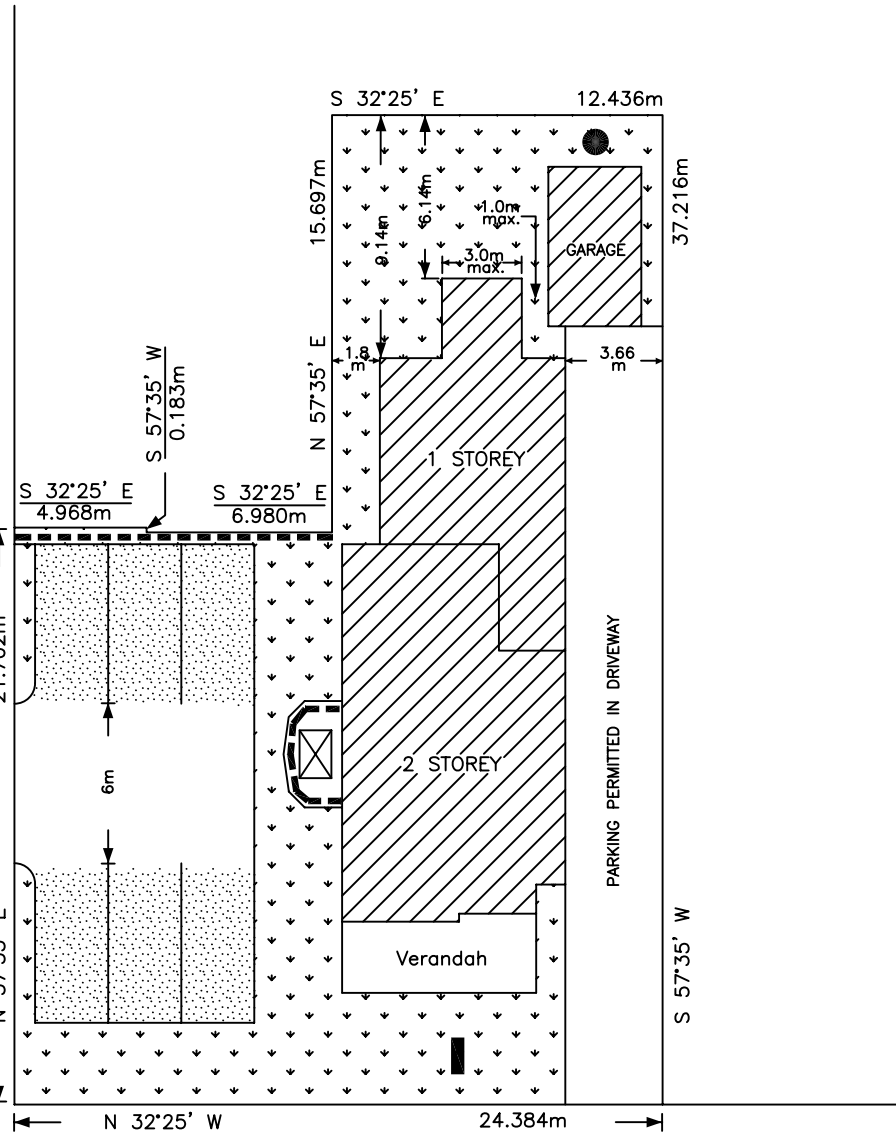 S 32°25' E
12.436m
15.697m
37.216m
9.14m
6.14m
1.0m
max.
3.0m
max.
GARAGE
1.8
m
3.66
m
N 57°35' E
S 57°35' W
0.183m
1 STOREY
S 32°25' E
4.968m
S 32°25' E
6.980m
6m
2 STOREY
PARKING PERMITTED IN DRIVEWAY
S 57°35' W
Verandah
N 32°25' W
24.384m